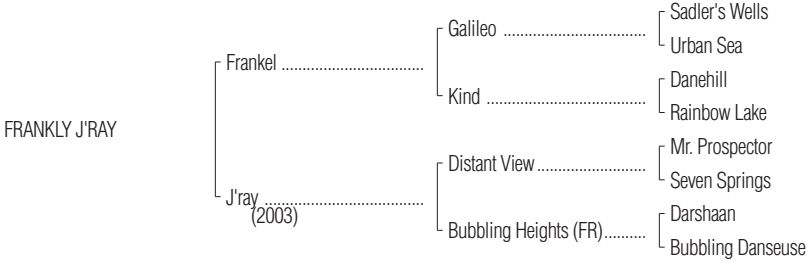 Sadler's Wells
Galileo ................................
Urban Sea
Frankel ................................
Danehill
Kind ....................................
Rainbow Lake
FRANKLY J'RAY
Mr. Prospector
Distant View........................
Seven Springs
J'ray ....................................
(2003)
Darshaan
Bubbling Heights (FR)..........
Bubbling Danseuse